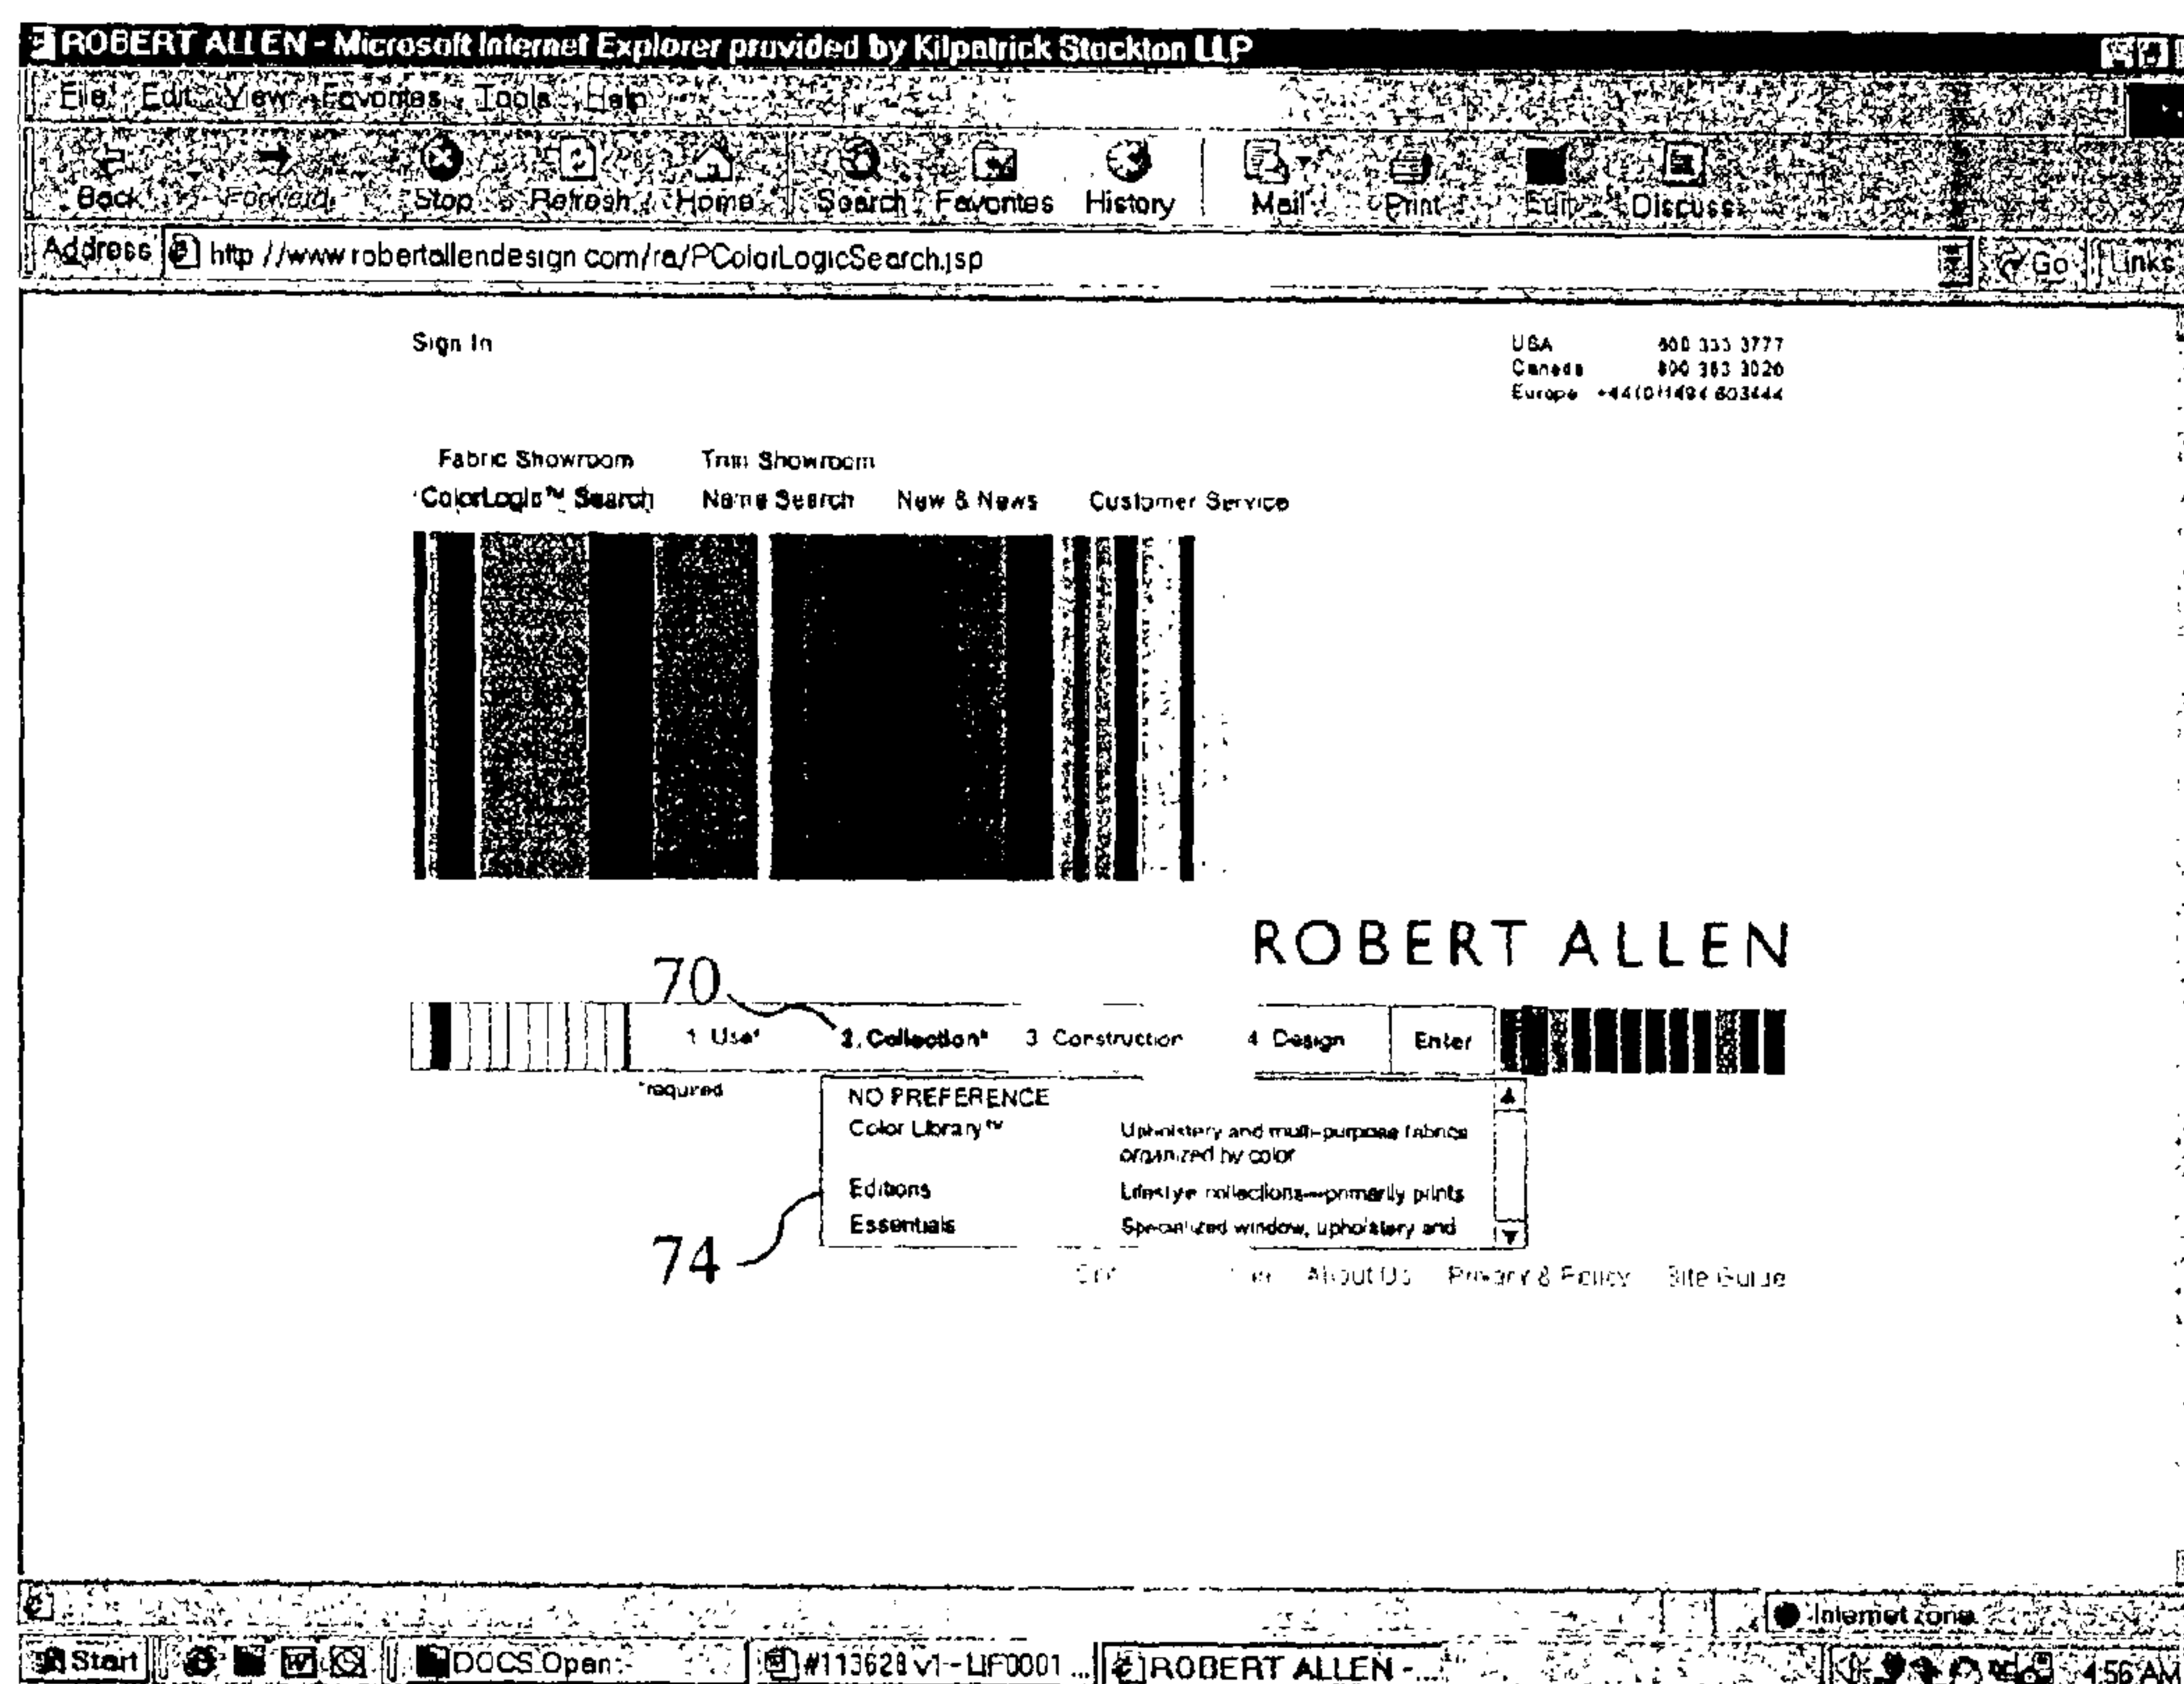 ROBERT ALLEN - Microsoft Internet Explorer provided by Kilpatrick Stockton LLP
File Edit View Favorites Tools Help
Back Forward Stop Refresh Home Search Favorites History Mail Print Edit Discuss
Address http //www robertallendesign com/ra/PColorLogicSearch.jsp Go Links
Sign In
USA 800 333 3777
Canada 800 363 3020
Europe
Fabric Showroom Trim Showroom
ColorLogic™ Search Name Search New & News Customer Service
ROBERT ALLEN
70
1 Use* 2. Collection* 3 Construction 4 Design Enter
*required
NO PREFERENCE
Color Library™ Upholstery and multi-purpose fabrics
organized by color
Editions Lifestyle collections—primarily prints
Essentials Specialized window, upholstery and
74
About Us Privacy & Policy Site Guide
Internet zone
Start DOCS Open #113628 v1 -- LIF0001 ... ROBERT ALLEN -... 4:56 AM